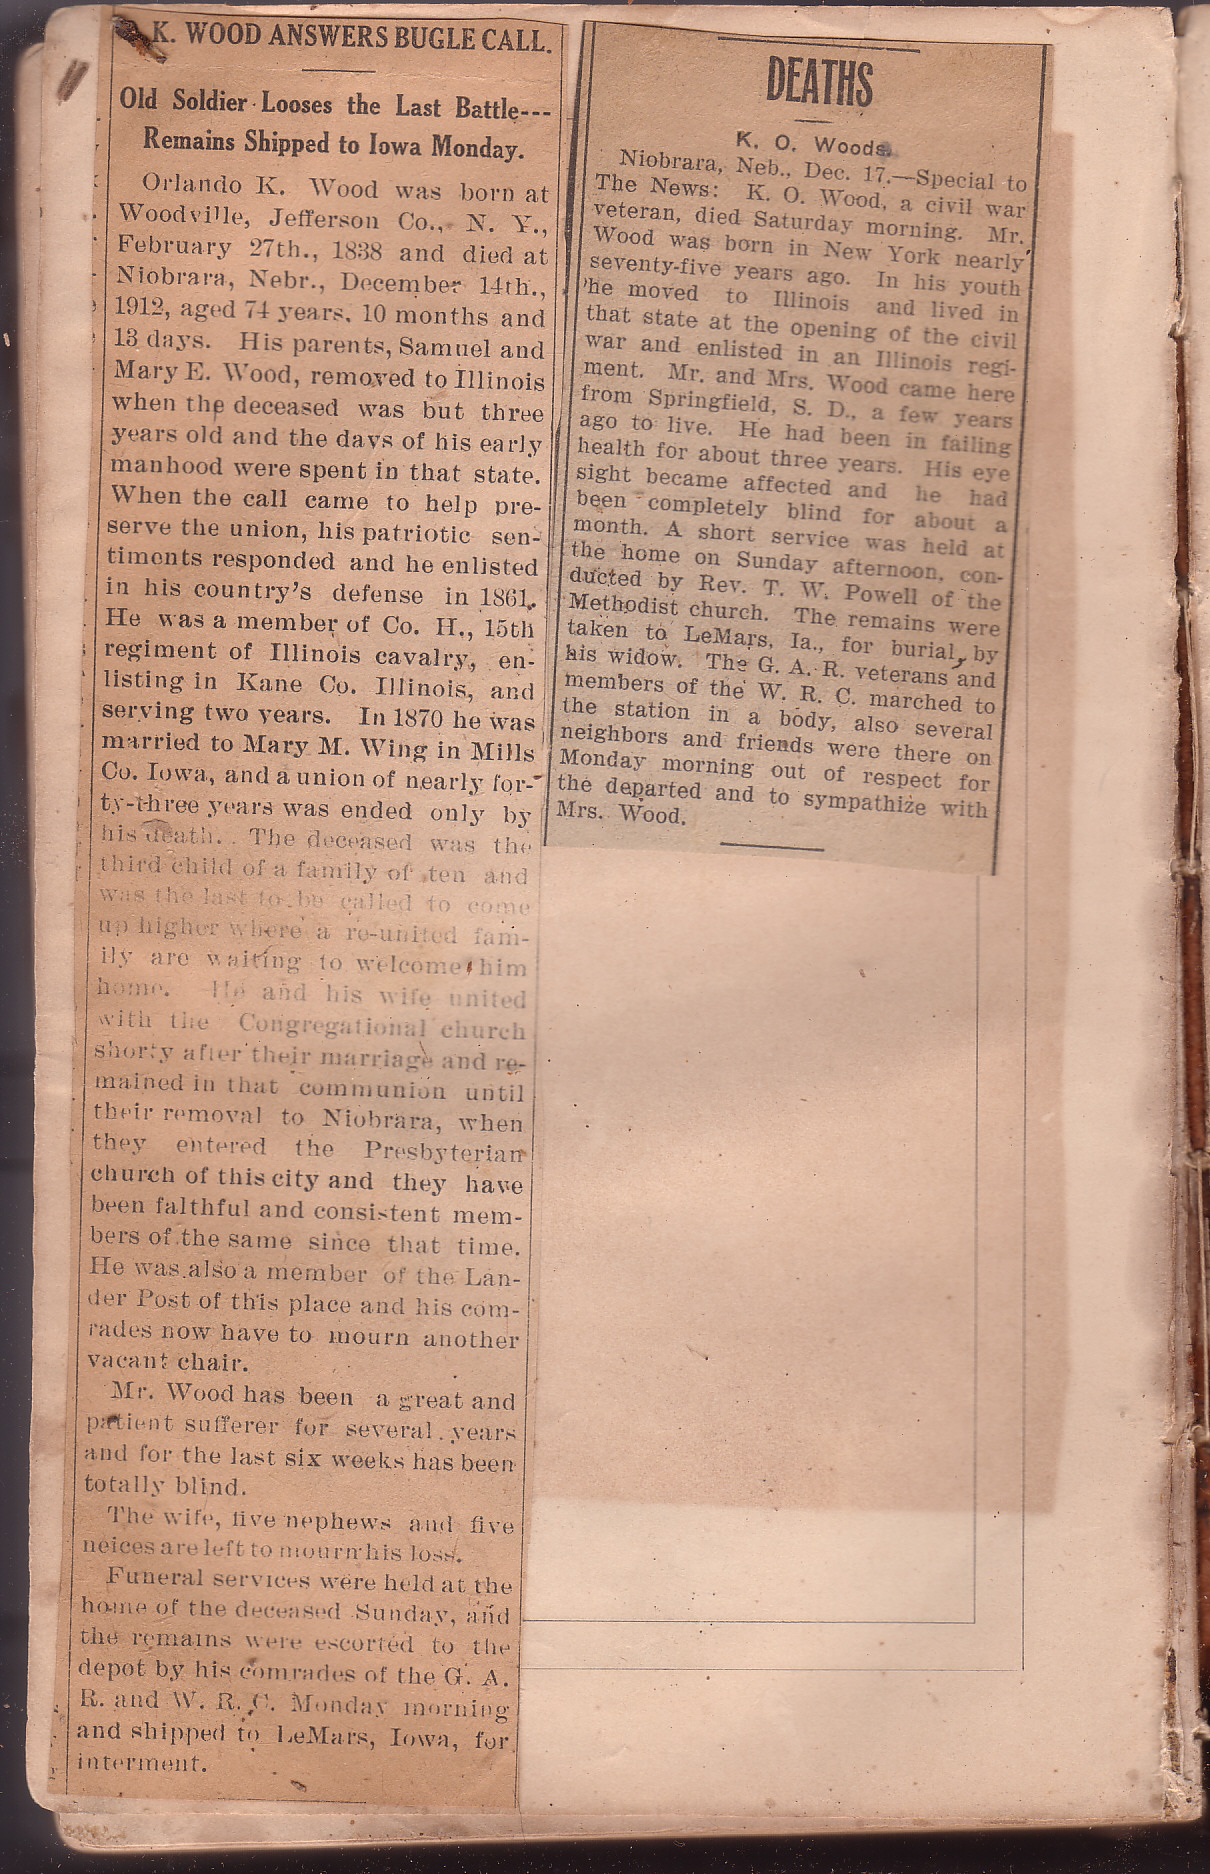 K. WOOD ANSWERS BUGLE CALL.
Old Soldier Looses the Last Battle---
Remains Shipped to Iowa Monday.
Orlando K. Wood was born at
Woodville, Jefferson Co., N. Y.,
February 27th., 1838 and died at
Niobrara, Nebr., December 14th.,
1912, aged 74 years, 10 months and
13 days. His parents, Samuel and
Mary E. Wood, removed to Illinois
when the deceased was but three
years old and the days of his early
manhood were spent in that state.
When the call came to help pre-
serve the union, his patriotic sen-
timents responded and he enlisted
in his country's defense in 1861.
He was a member of Co. H., 15th
regiment of Illinois cavalry, en-
listing in Kane Co. Illinois, and
serving two years. In 1870 he was
married to Mary M. Wing in Mills
Co. Iowa, and a union of nearly for-
ty-three years was ended only by
his death. The deceased was the
third child of a family of ten and
was the last to be called to come
up higher where a re-united fam-
ily are waiting to welcome him
home. He and his wife united
with the Congregational church
shorty after their marriage and re-
mained in that communion until
their removal to Niobrara, when
they entered the Presbyterian
church of this city and they have
been faithful and consistent mem-
bers of the same since that time.
He was also a member of the Lan-
der Post of this place and his com-
rades now have to mourn another
vacant chair.
Mr. Wood has been a great and
patient sufferer for several years
and for the last six weeks has been
totally blind.
The wife, five nephews and five
neices are left to mourn his loss.
Funeral services were held at the
home of the deceased Sunday, and
the remains were escorted to the
depot by his comrades of the G. A.
R. and W. R. C. Monday morning
and shipped to LeMars, Iowa, for
interment.
DEATHS
K. O. Woods.
Niobrara, Neb., Dec. 17.—Special to
The News: K. O. Wood, a civil war
veteran, died Saturday morning. Mr.
Wood was born in New York nearly
seventy-five years ago. In his youth
he moved to Illinois and lived in
that state at the opening of the civil
war and enlisted in an Illinois regi-
ment. Mr. and Mrs. Wood came here
from Springfield, S. D., a few years
ago to live. He had been in failing
health for about three years. His eye
sight became affected and he had
been completely blind for about a
month. A short service was held at
the home on Sunday afternoon, con-
ducted by Rev. T. W. Powell of the
Methodist church. The remains were
taken to LeMars, Ia., for burial, by
his widow. The G. A. R. veterans and
members of the W. R. C. marched to
the station in a body, also several
neighbors and friends were there on
Monday morning out of respect for
the departed and to sympathize with
Mrs. Wood.